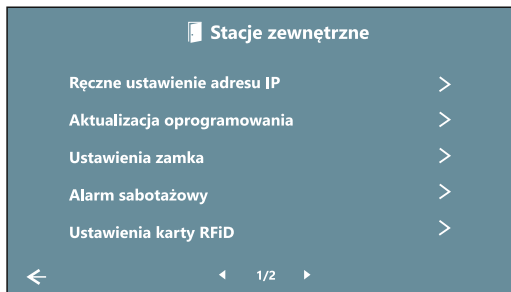 Stacje zewnętrzne
Ręczne ustawienie adresu IP
Aktualizacja oprogramowania
Ustawienia zamka
Alarm sabotażowy
Ustawienia karty RFiD
1/2